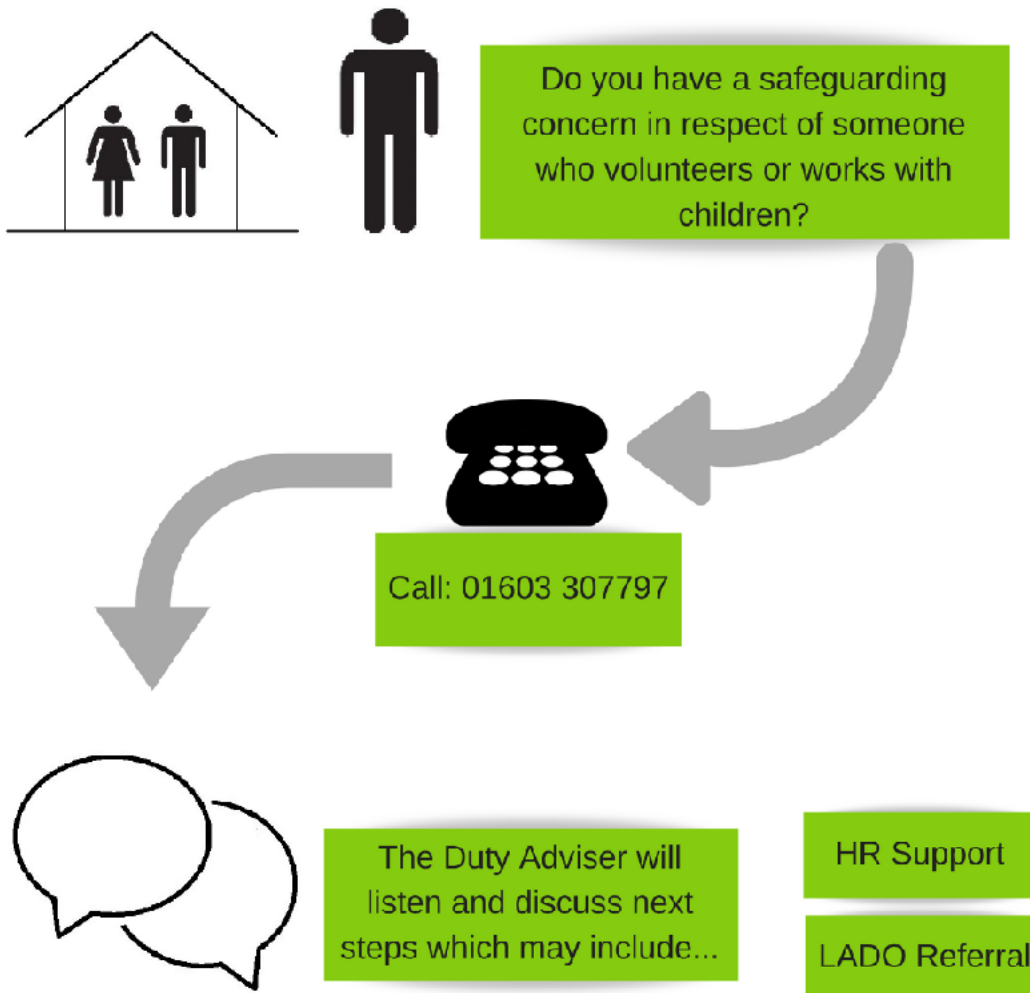 Do you have a safeguarding
concern in respect of someone
who volunteers or works with
children?
Call: 01603 307797
The Duty Adviser will
listen and discuss next
steps which may include...
HR Support
LADO Referral